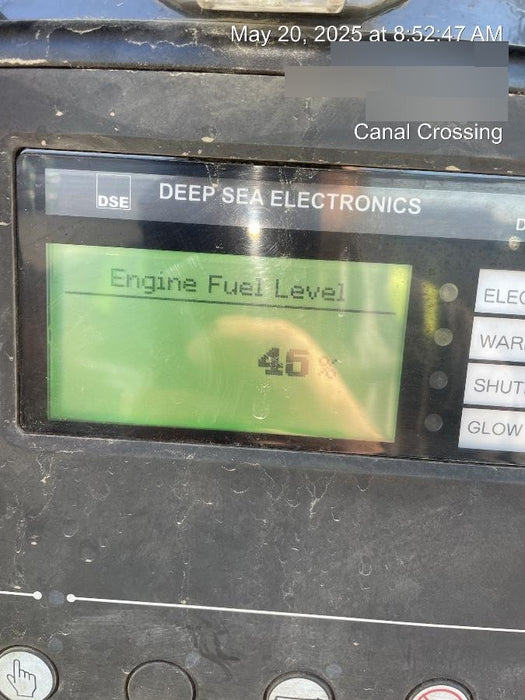 May 20, 2025 at 8:52:47 AM
Canal Crossing
DSE
DEEP SEA ELECTRONICS
D
Engine Fuel Level
ELEC
WAR
%
SHUT
GLOW